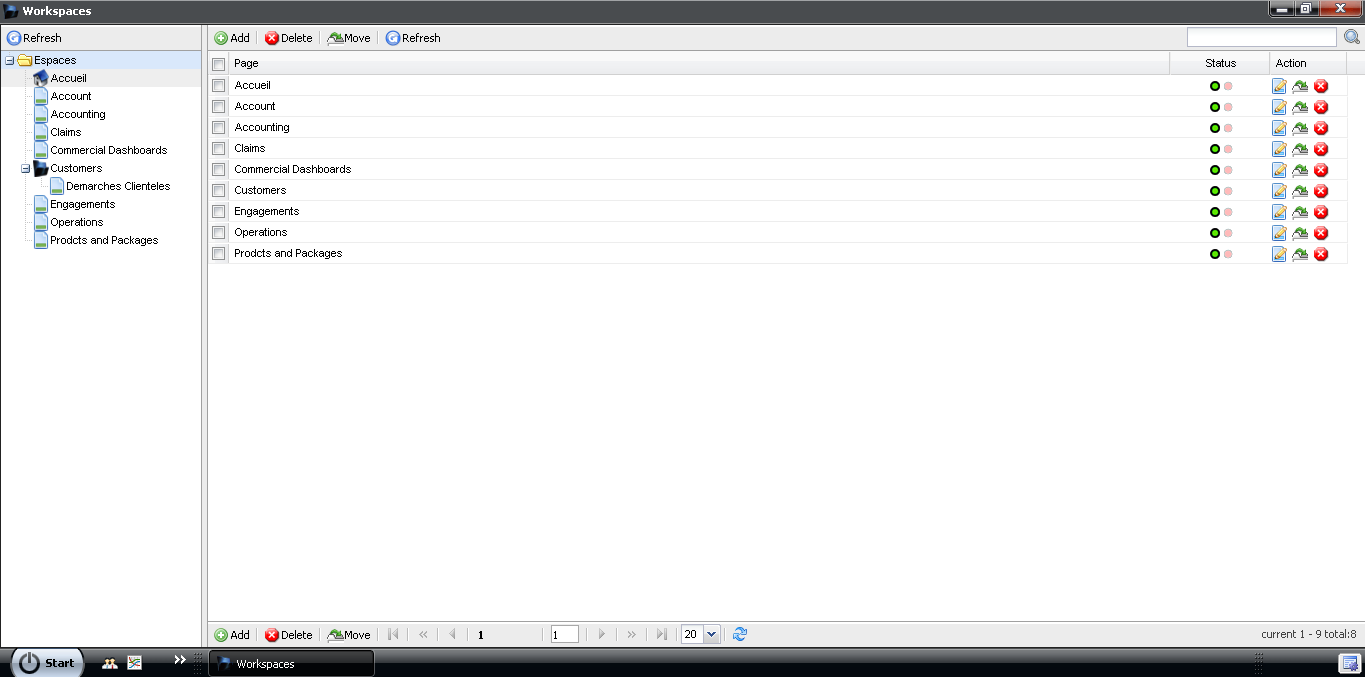 Workspaces
Refresh
Add Delete Move Refresh
Espaces
Accueil
Account
Accounting
Claims
Commercial Dashboards
Customers
Demarches Clienteles
Engagements
Operations
Prodcts and Packages
Page Status Action
Accueil
Account
Accounting
Claims
Commercial Dashboards
Customers
Engagements
Operations
Prodcts and Packages
Add Delete Move 1 1 20 current 1 - 9 total:8
Start Workspaces